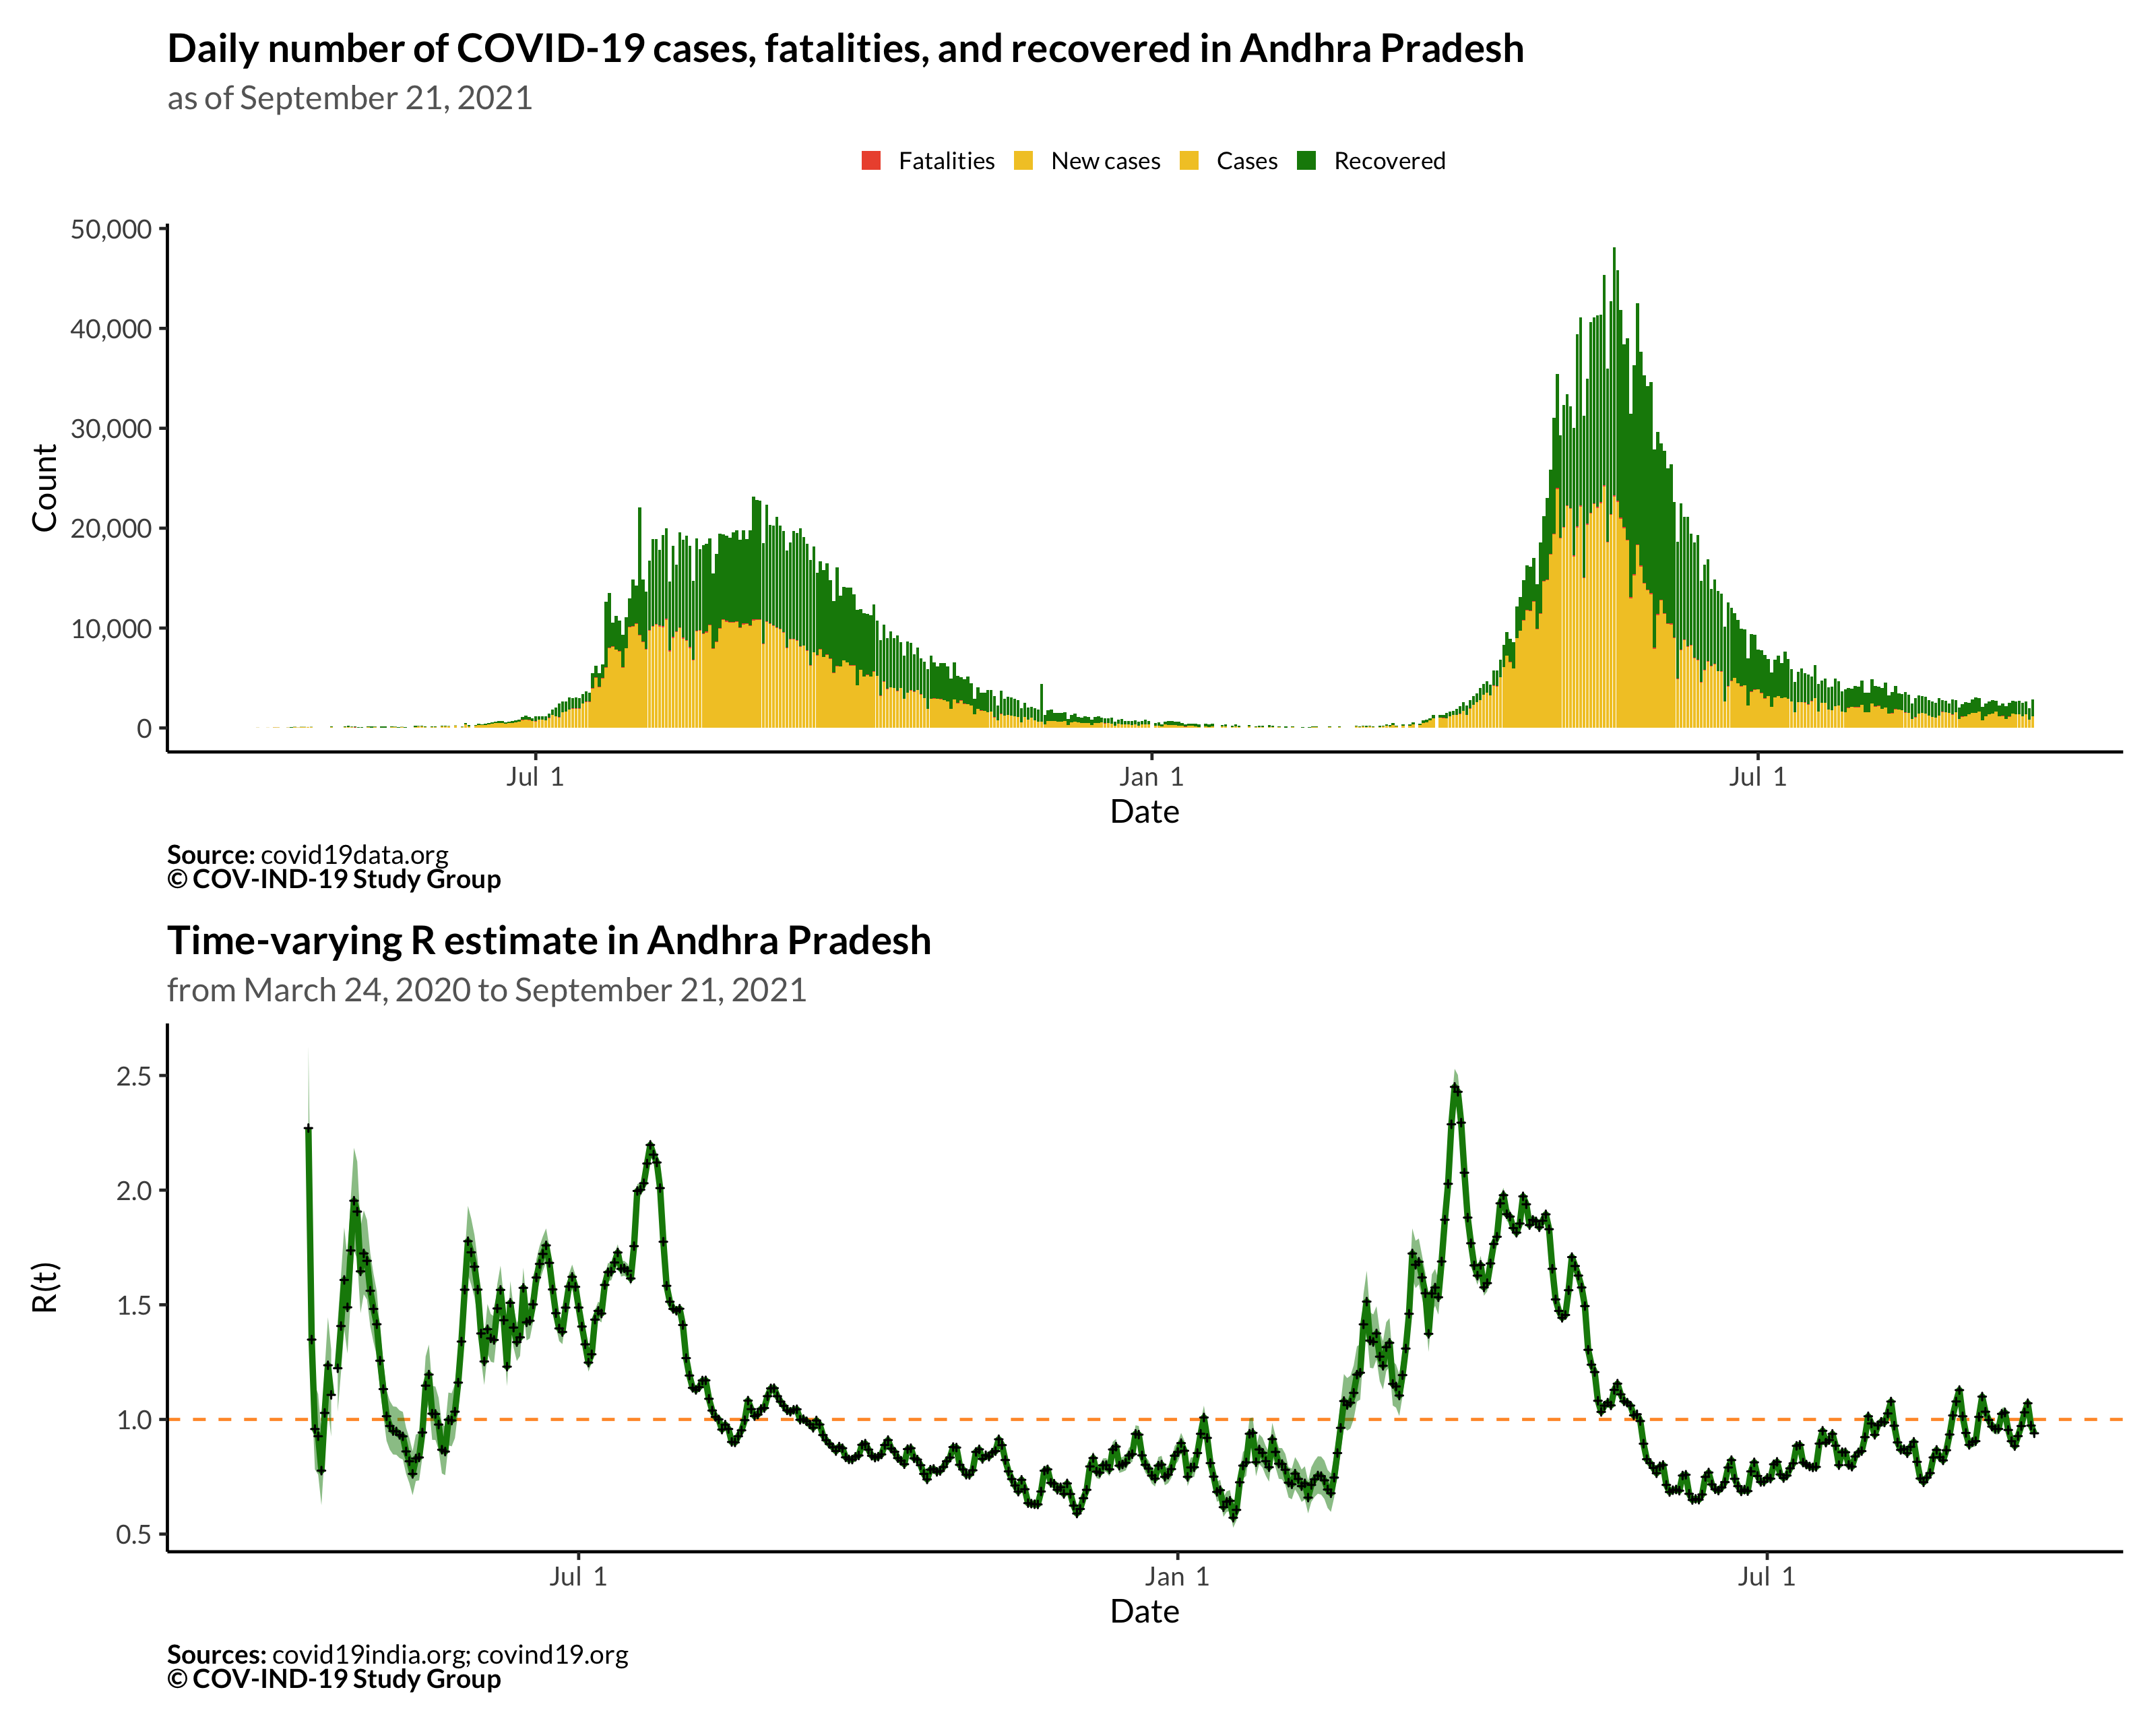 Daily number of COVID-19 cases, fatalities, and recovered in Andhra Pradesh
as of September 21, 2021
Fatalities New cases Cases Recovered
50,000
40,000
30,000
20,000
10,000
0
Count
Jul 1 Jan 1 Jul 1
Date
Source: covid19data.org
© COV-IND-19 Study Group
Time-varying R estimate in Andhra Pradesh
from March 24, 2020 to September 21, 2021
2.5
2.0
1.5
1.0
0.5
R(t)
Jul 1 Jan 1 Jul 1
Date
Sources: covid19india.org; covind19.org
© COV-IND-19 Study Group